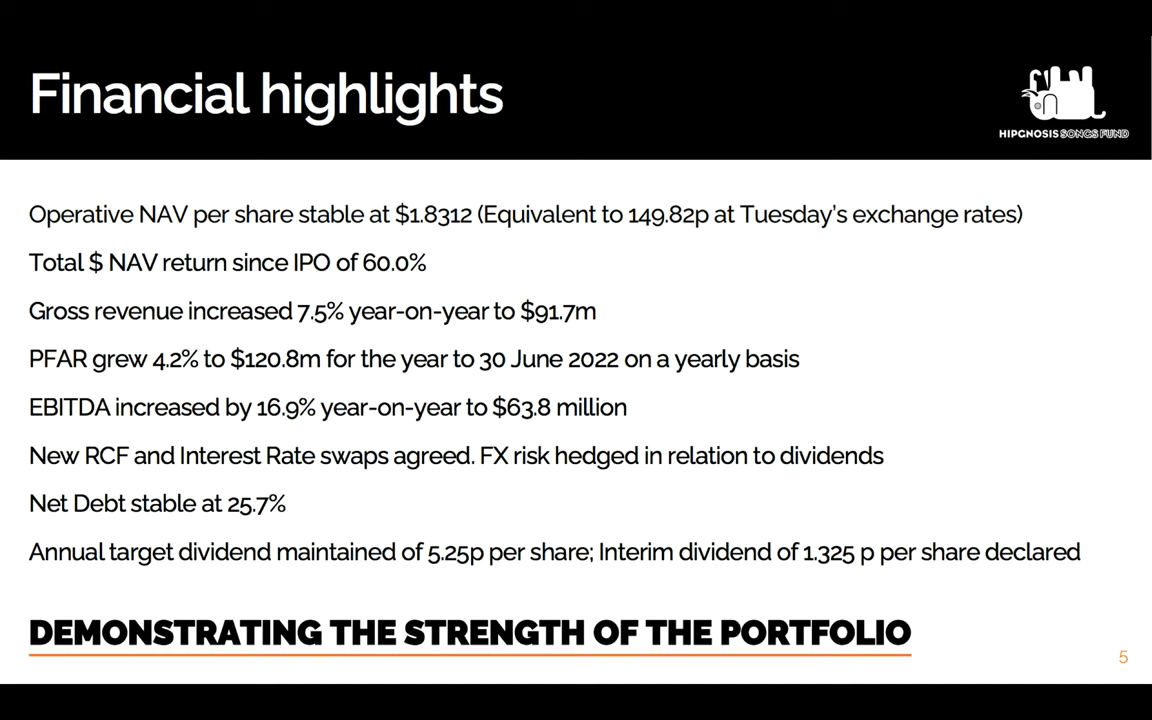 Financial highlights
HIPGNOSIS SONGS FUND
Operative NAV per share stable at $1.8312 (Equivalent to 149.82p at Tuesday's exchange rates)
Total $ NAV return since IPO of 60.0%
Gross revenue increased 7.5% year-on-year to $91.7m
PFAR grew 4.2% to $120.8m for the year to 30 June 2022 on a yearly basis
EBITDA increased by 16.9% year-on-year to $63.8 million
New RCF and Interest Rate swaps agreed. FX risk hedged in relation to dividends
Net Debt stable at 25.7%
Annual target dividend maintained of 5.25p per share; Interim dividend of 1.325 p per share declared
DEMONSTRATING THE STRENGTH OF THE PORTFOLIO
5